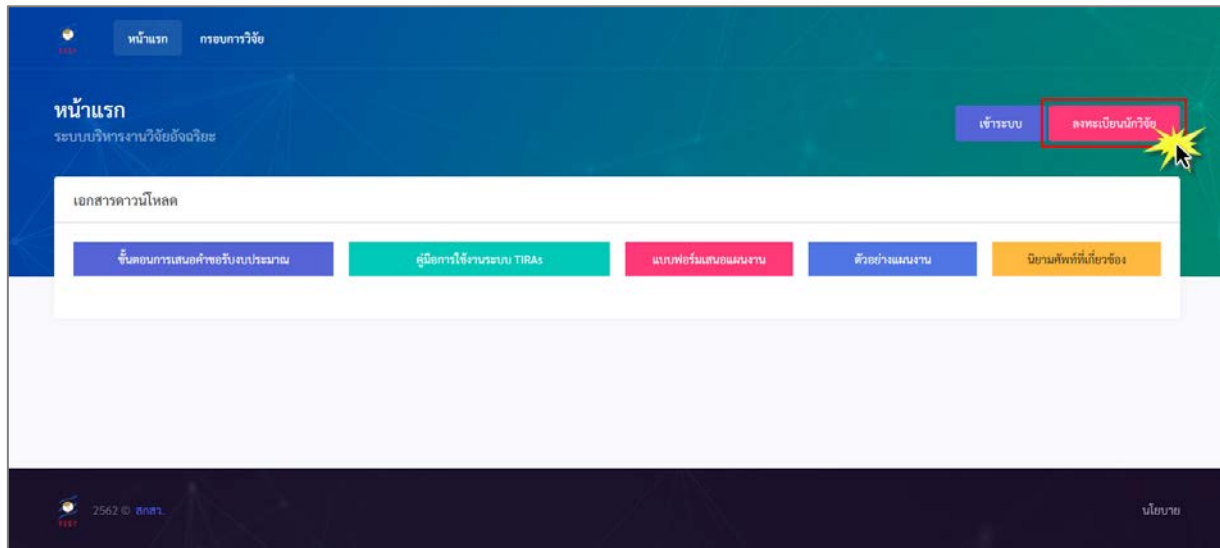 หน้าแรก กรอบการวิจัย
หน้าแรก
ระบบบริหารงานวิจัยอัจฉริยะ
เข้าระบบ ลงทะเบียนนักวิจัย
เอกสารดาวน์โหลด
ขั้นตอนการเสนอคำขอรับงบประมาณ คู่มือการใช้งานระบบ TIRAs แบบฟอร์มเสนอแผนงาน ตัวอย่างแผนงาน นิยามศัพท์ที่เกี่ยวข้อง
2562 © สกสว. นโยบาย